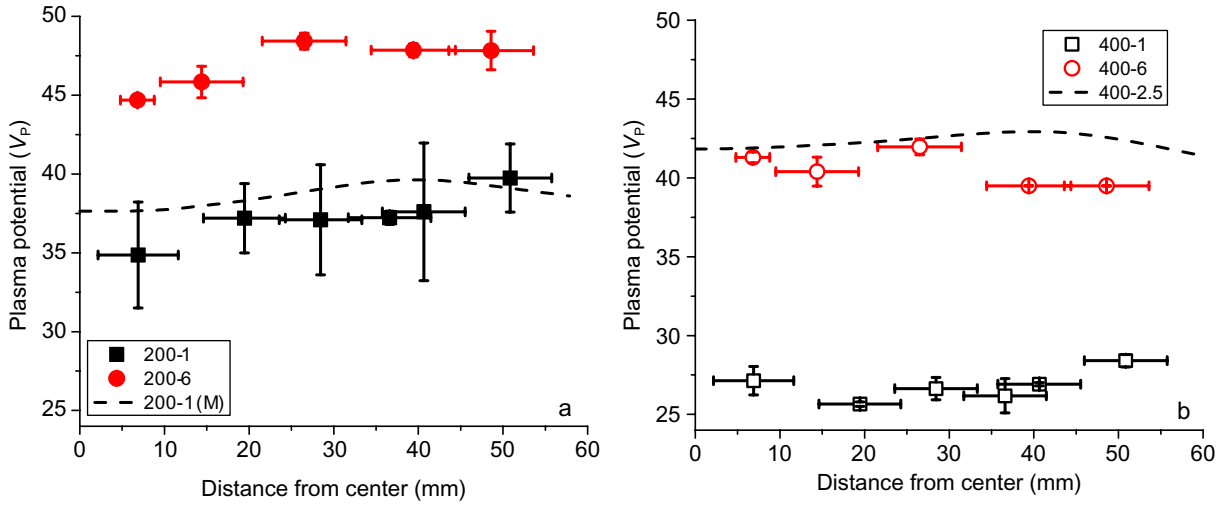 50
45
40
35
30
25
Plasma potential (VP)
200-1
200-6
200-1 (M)
a
0 10 20 30 40 50 60
Distance from center (mm)
50
45
40
35
30
25
Plasma potential (VP)
400-1
400-6
400-2.5
b
0 10 20 30 40 50 60
Distance from center (mm)